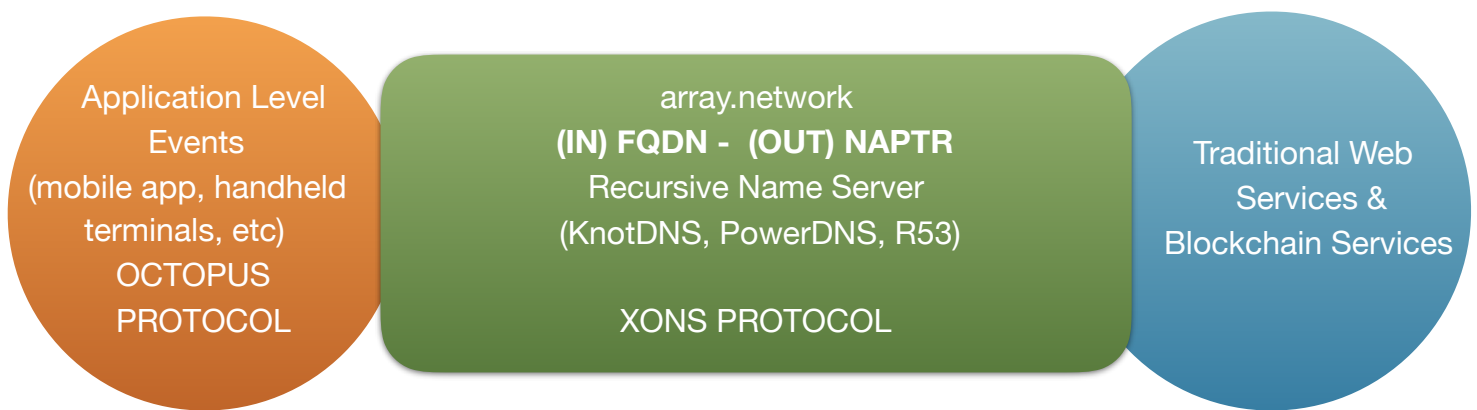 Application Level
Events
(mobile app, handheld
terminals, etc)
OCTOPUS
PROTOCOL
array.network
(IN) FQDN - (OUT) NAPTR
Recursive Name Server
(KnotDNS, PowerDNS, R53)
XONS PROTOCOL
Traditional Web
Services &
Blockchain Services